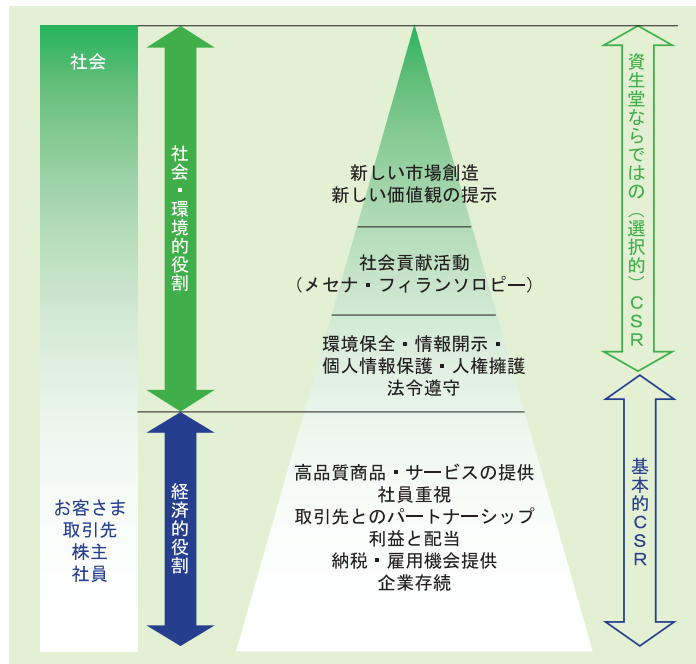 社会
お客さま
取引先
株主
社員
社会・環境的役割
経済的役割
新しい市場創造
新しい価値観の提示
社会貢献活動
（メセナ・フィランソロピー）
環境保全・情報開示・
個人情報保護・人権擁護
法令遵守
高品質商品・サービスの提供
社員重視
取引先とのパートナーシップ
利益と配当
納税・雇用機会提供
企業存続
資生堂ならではの（選択的）CSR
基本的CSR